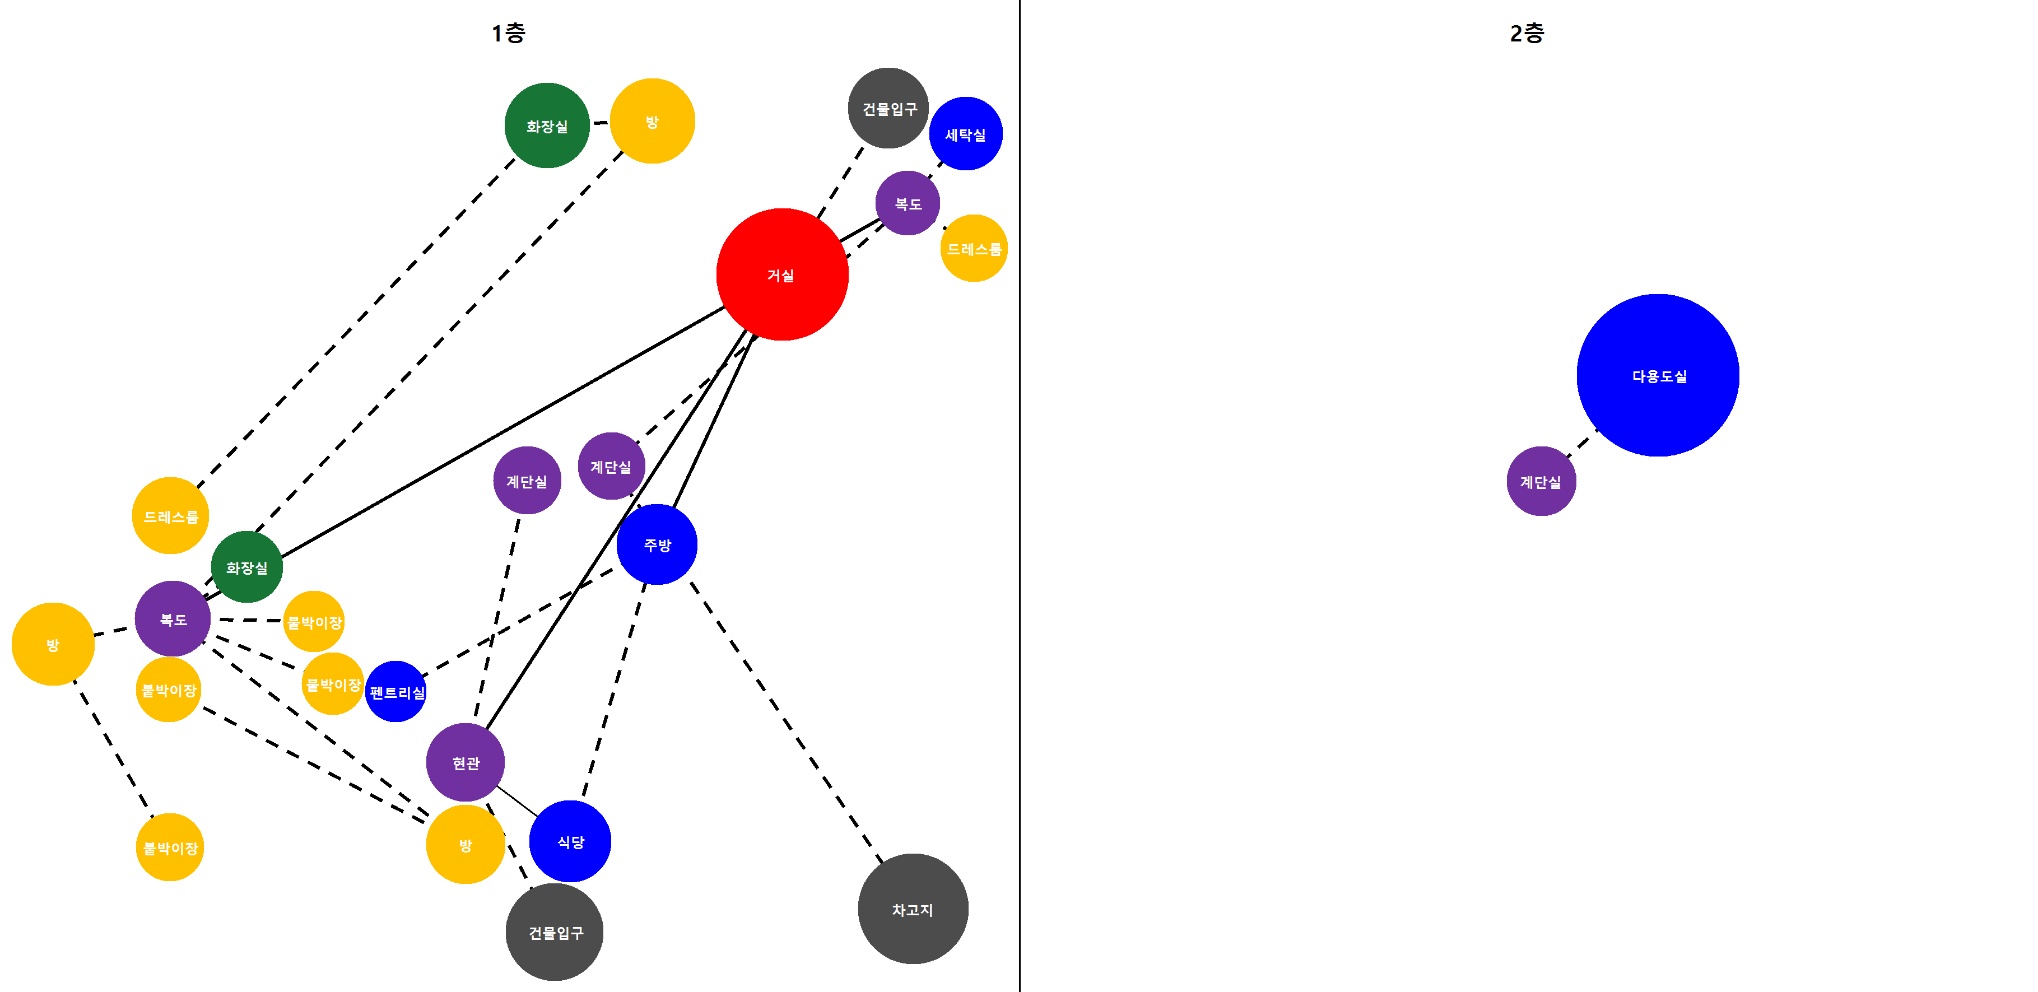 1층
2층
화장실
방
건물입구
세탁실
복도
드레스룸
거실
다용도실
계단실
계단실
계단실
드레스룸
주방
화장실
복도
붙박이장
방
붙박이장
붙박이장
펜트리실
현관
식당
방
붙박이장
차고지
건물입구